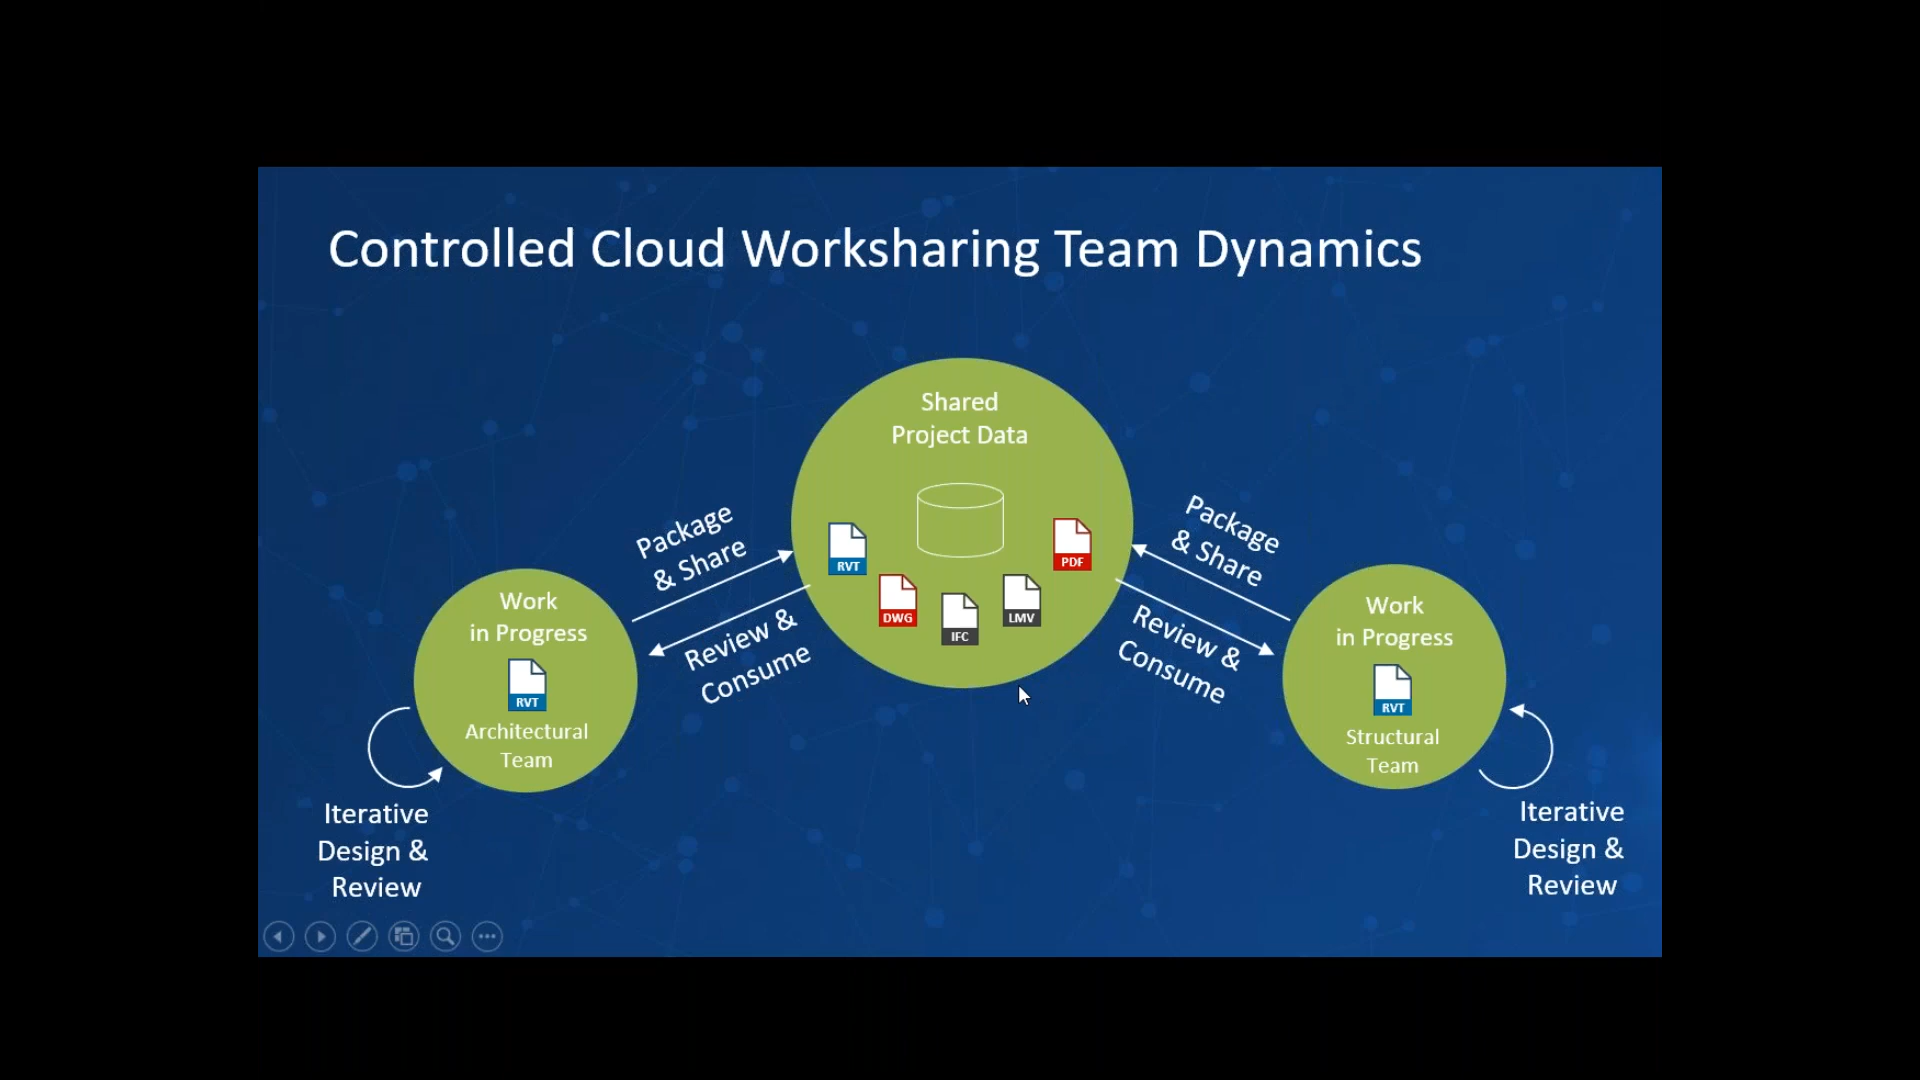 Controlled Cloud Worksharing Team Dynamics
Shared
Project Data
RVT
DWG
IFC
LMV
PDF
Package
& Share
Review &
Consume
Package
& Share
Review &
Consume
Work
in Progress
RVT
Architectural
Team
Iterative
Design &
Review
Work
in Progress
RVT
Structural
Team
Iterative
Design &
Review